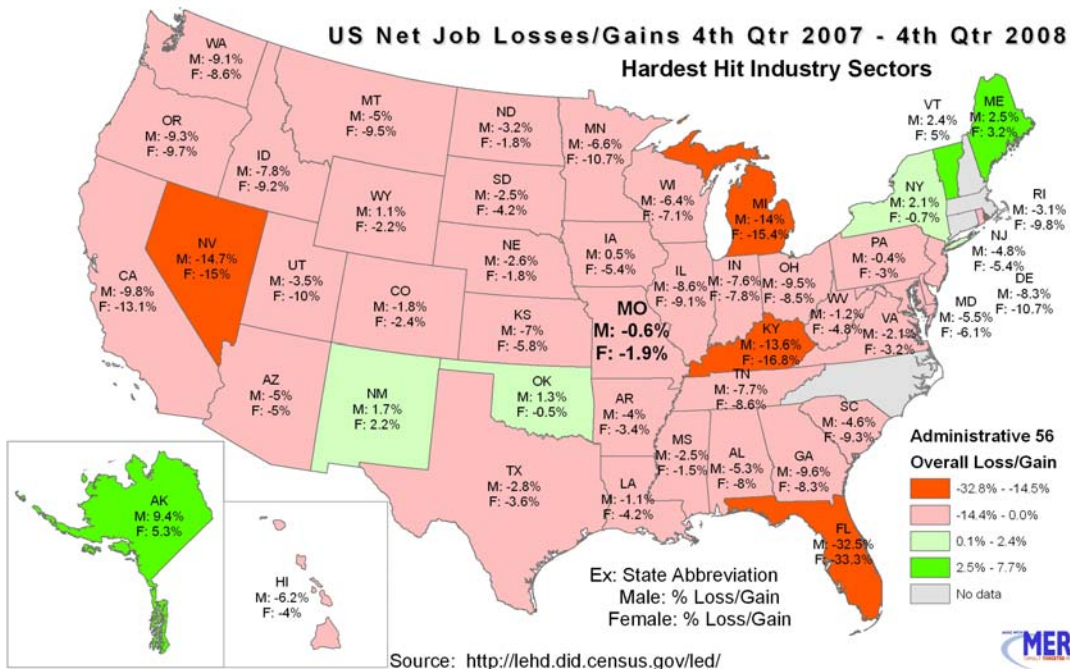 US Net Job Losses/Gains 4th Qtr 2007 - 4th Qtr 2008
Hardest Hit Industry Sectors
WA
M: -9.1%
F: -8.6%
OR
M: -9.3%
F: -9.7%
ID
M: -7.8%
F: -9.2%
MT
M: -5%
F: -9.5%
ND
M: -3.2%
F: -1.8%
MN
M: -6.6%
F: -10.7%
SD
M: -2.5%
F: -4.2%
WY
M: 1.1%
F: -2.2%
WI
M: -6.4%
F: -7.1%
MI
M: -14%
F: -15.4%
VT
M: 2.4%
F: 5%
ME
M: 2.5%
F: 3.2%
NY
M: 2.1%
F: -0.7%
RI
M: -3.1%
F: -9.8%
NJ
M: -4.8%
F: -5.4%
DE
M: -8.3%
F: -10.7%
MD
M: -5.5%
F: -6.1%
PA
M: -0.4%
F: -3%
NV
M: -14.7%
F: -15%
CA
M: -9.8%
F: -13.1%
UT
M: -3.5%
F: -10%
CO
M: -1.8%
F: -2.4%
NE
M: -2.6%
F: -1.8%
KS
M: -7%
F: -5.8%
IA
M: 0.5%
F: -5.4%
MO
M: -0.6%
F: -1.9%
IL
M: -8.6%
F: -9.1%
IN
M: -7.6%
F: -7.8%
OH
M: -9.5%
F: -8.5%
WV
M: -1.2%
F: -4.8%
VA
M: -2.1%
F: -3.2%
KY
M: -13.6%
F: -16.8%
TN
M: -7.7%
F: -8.6%
AZ
M: -5%
F: -5%
NM
M: 1.7%
F: 2.2%
OK
M: 1.3%
F: -0.5%
TX
M: -2.8%
F: -3.6%
AR
M: -4%
F: -3.4%
LA
M: -1.1%
F: -4.2%
MS
M: -2.5%
F: -1.5%
AL
M: -5.3%
F: -8%
GA
M: -9.6%
F: -8.3%
SC
M: -4.6%
F: -9.3%
FL
M: -32.5%
F: -33.3%
AK
M: 9.4%
F: 5.3%
HI
M: -6.2%
F: -4%
Ex: State Abbreviation
Male: % Loss/Gain
Female: % Loss/Gain
Administrative 56
Overall Loss/Gain
-32.8% - -14.5%
-14.4% - 0.0%
0.1% - 2.4%
2.5% - 7.7%
No data
Source: http://lehd.did.census.gov/led/
MER